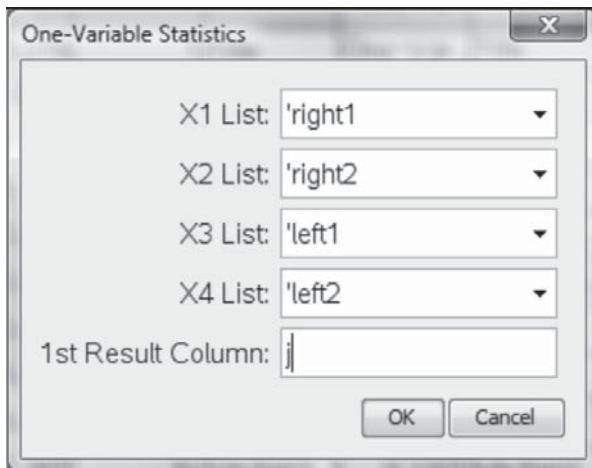 One-Variable Statistics
X1 List: 'right1
X2 List: 'right2
X3 List: 'left1
X4 List: 'left2
1st Result Column: j
OK Cancel